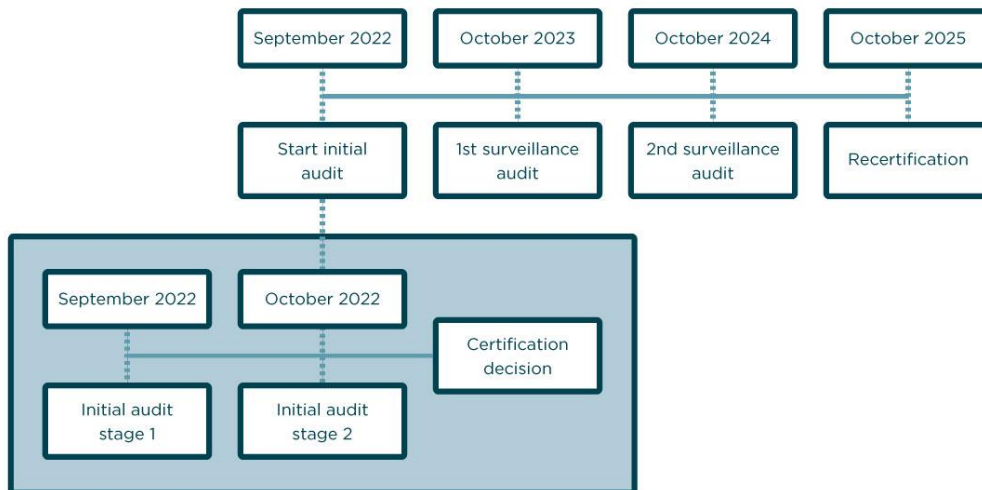 September 2022
October 2023
October 2024
October 2025
Start initial
audit
1st surveillance
audit
2nd surveillance
audit
Recertification
September 2022
October 2022
Certification
decision
Initial audit
stage 1
Initial audit
stage 2